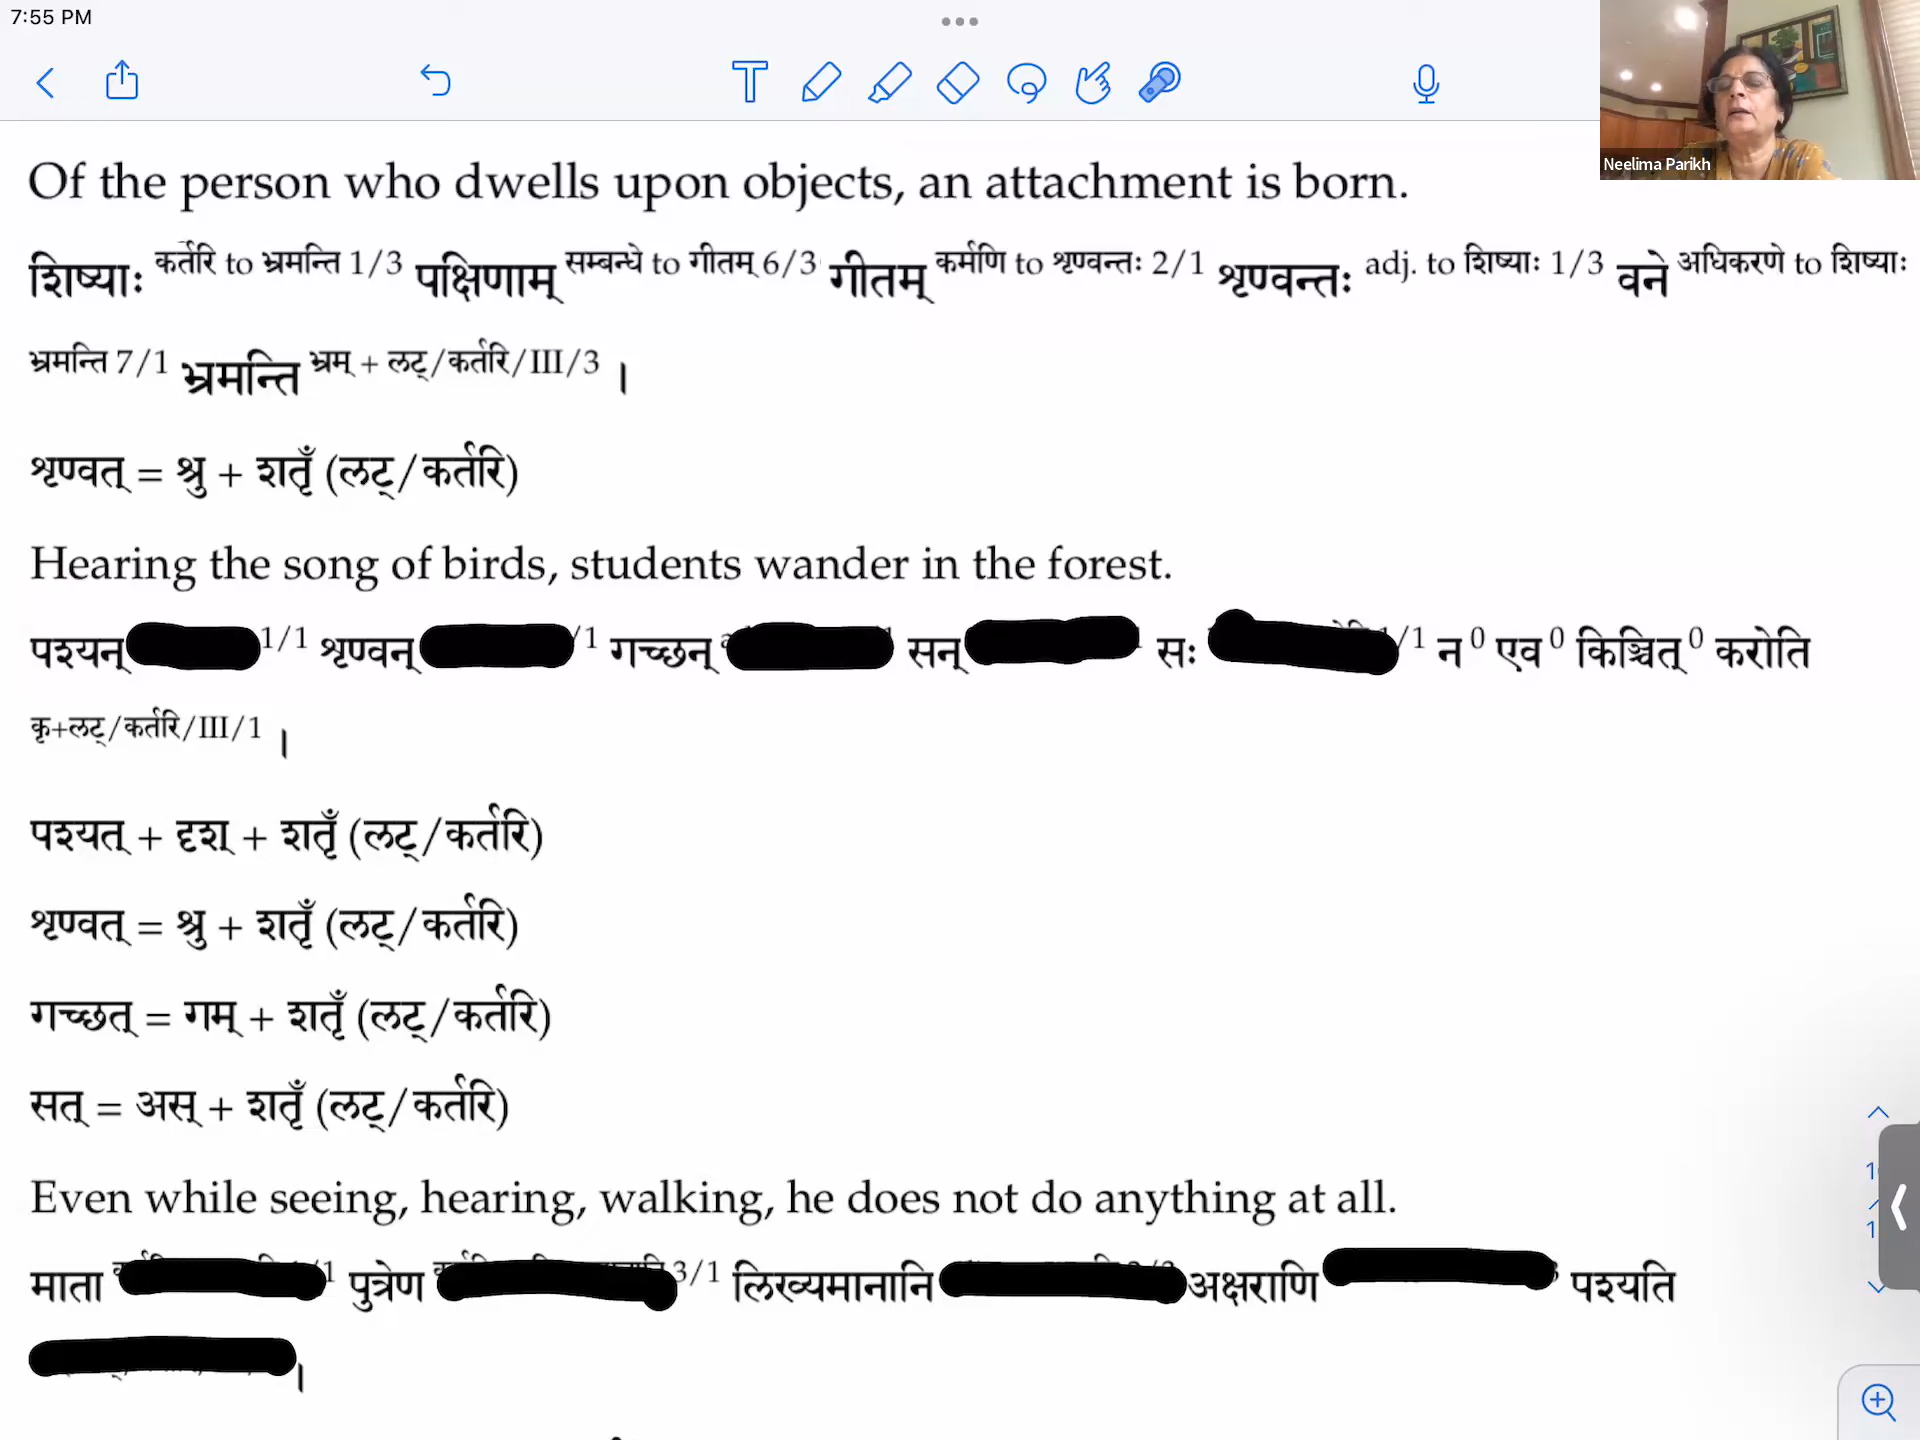 7:55 PM
Neelima Parikh
Of the person who dwells upon objects, an attachment is born.
शिष्याः कर्तरि to भ्रमन्ति 1/3 पक्षिणाम् सम्बन्धे to गीतम् 6/3 गीतम् कर्मणि to शृण्वन्तः 2/1 शृण्वन्तः adj. to शिष्याः 1/3 वने अधिकरणे to शिष्याः
भ्रमन्ति 7/1 भ्रमन्ति भ्रम् + लट्/कर्तरि/III/3 ।
शृण्वत् = श्रु + शतृँ (लट्/कर्तरि)
Hearing the song of birds, students wander in the forest.
पश्यन् 1/1 शृण्वन् /1 गच्छन् सन् सः /1 न 0 एव 0 किञ्चित् 0 करोति
कृ+लट्/कर्तरि/III/1 ।
पश्यत् + दृश् + शतृँ (लट्/कर्तरि)
शृण्वत् = श्रु + शतृँ (लट्/कर्तरि)
गच्छत् = गम् + शतृँ (लट्/कर्तरि)
सत् = अस् + शतृँ (लट्/कर्तरि)
Even while seeing, hearing, walking, he does not do anything at all.
माता पुत्रेण 3/1 लिख्यमानानि अक्षराणि पश्यति
।